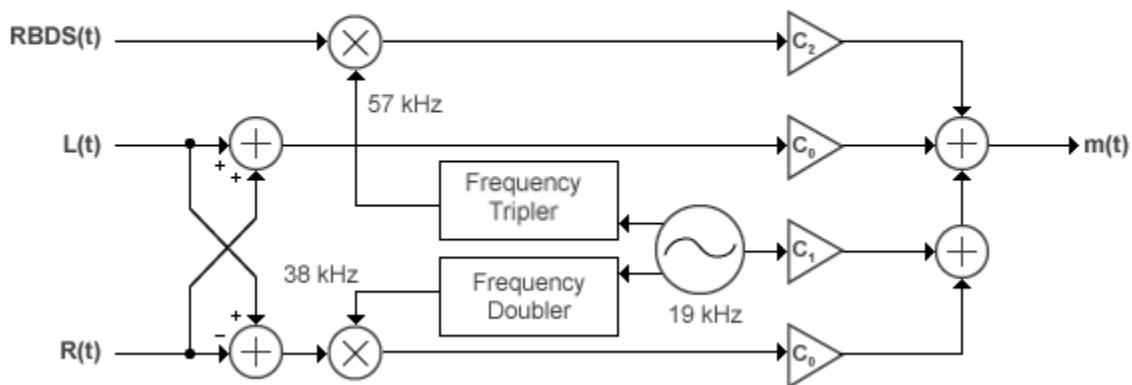 RBDS(t)
C2
57 kHz
L(t)
+
+
C0
m(t)
Frequency
Tripler
C1
38 kHz
Frequency
Doubler
19 kHz
+
−
R(t)
C0